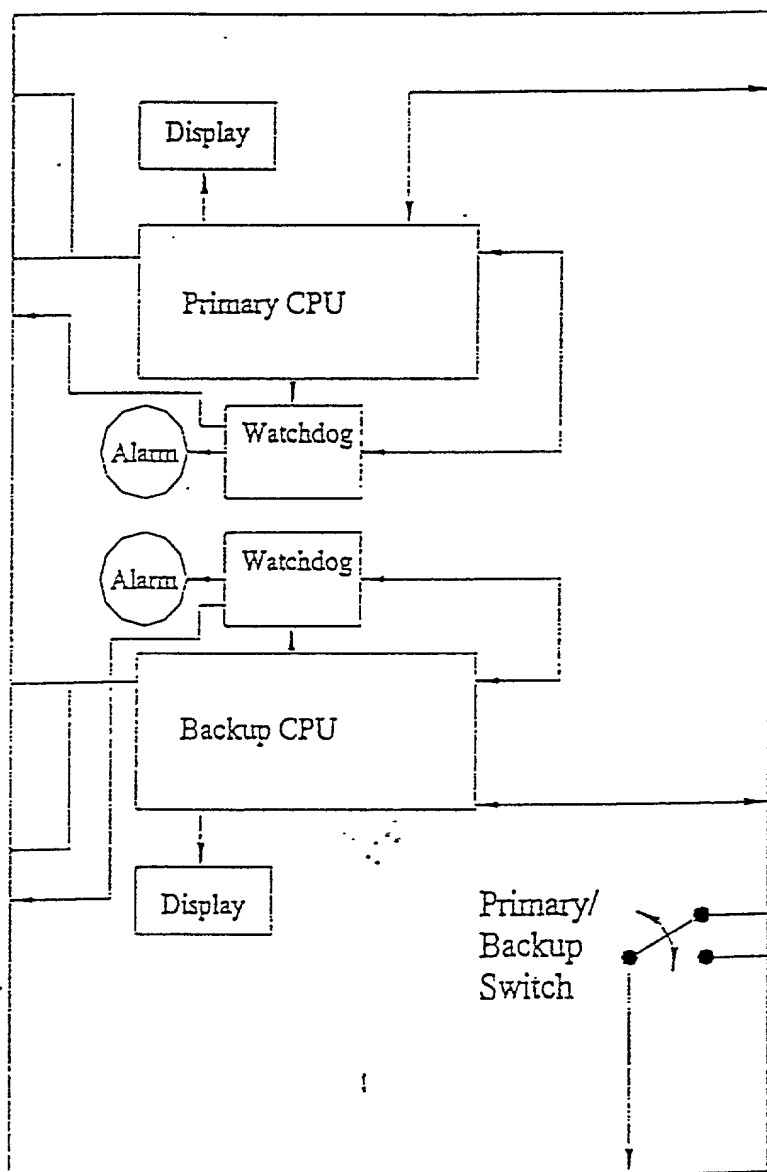 Display
Primary CPU
Watchdog
Alarm
Watchdog
Alarm
Backup CPU
Display
Primary/
Backup
Switch